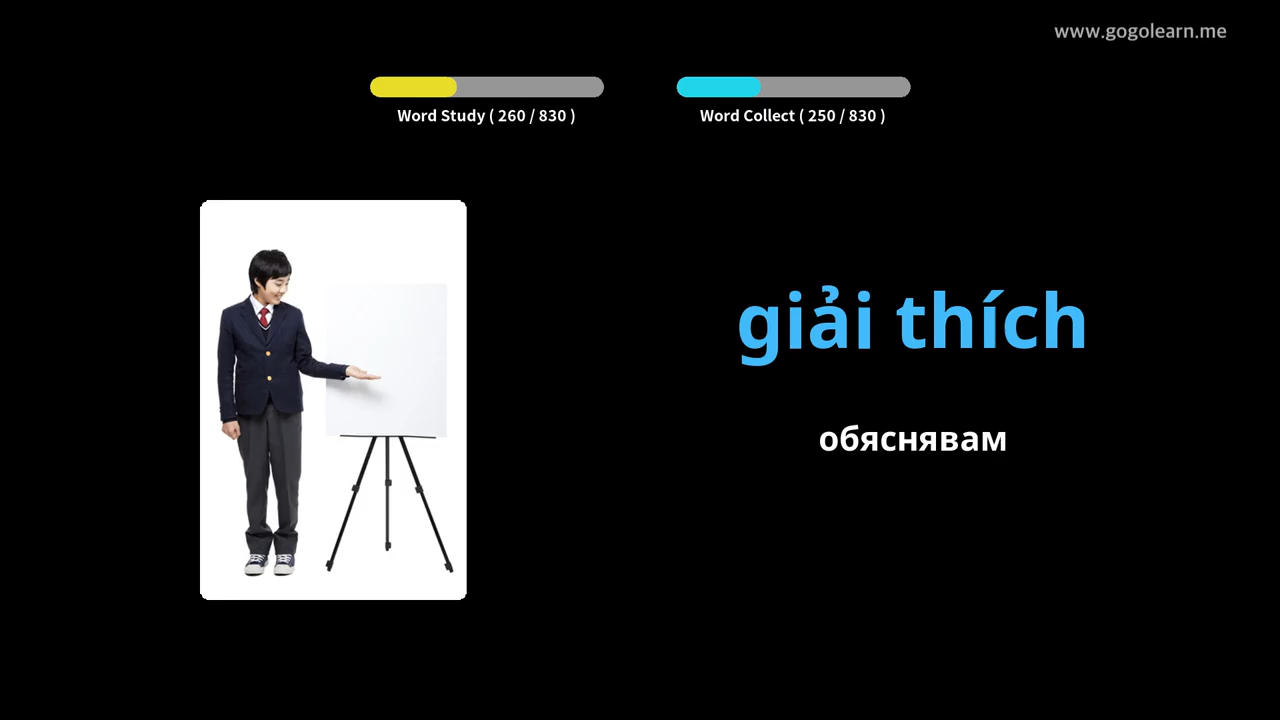 www.gogolearn.me
Word Study ( 260 / 830 )
Word Collect ( 250 / 830 )
giải thích
обяснявам